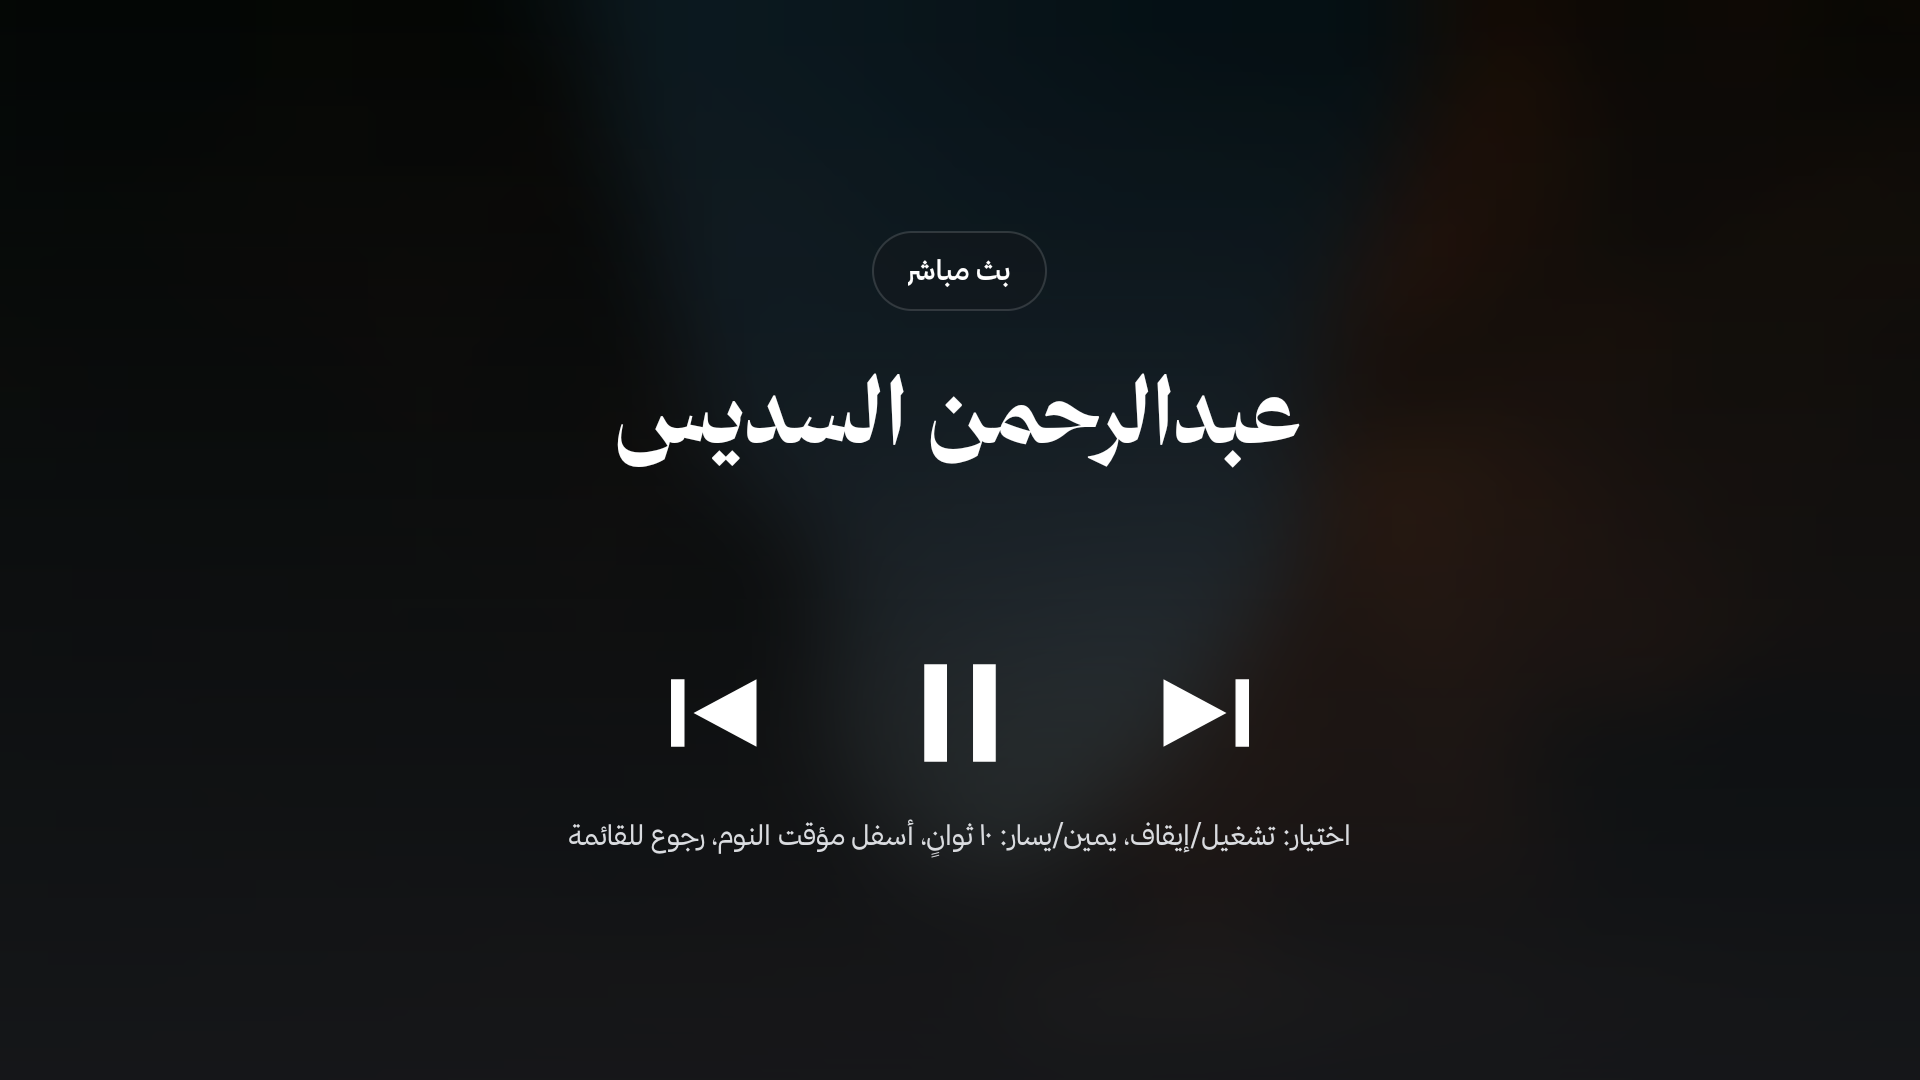 بث مباشر
عبدالرحمن السديس
اختيار: تشغيل/إيقاف، يمين/يسار: ١٠ ثوانٍ، أسفل مؤقت النوم، رجوع للقائمة